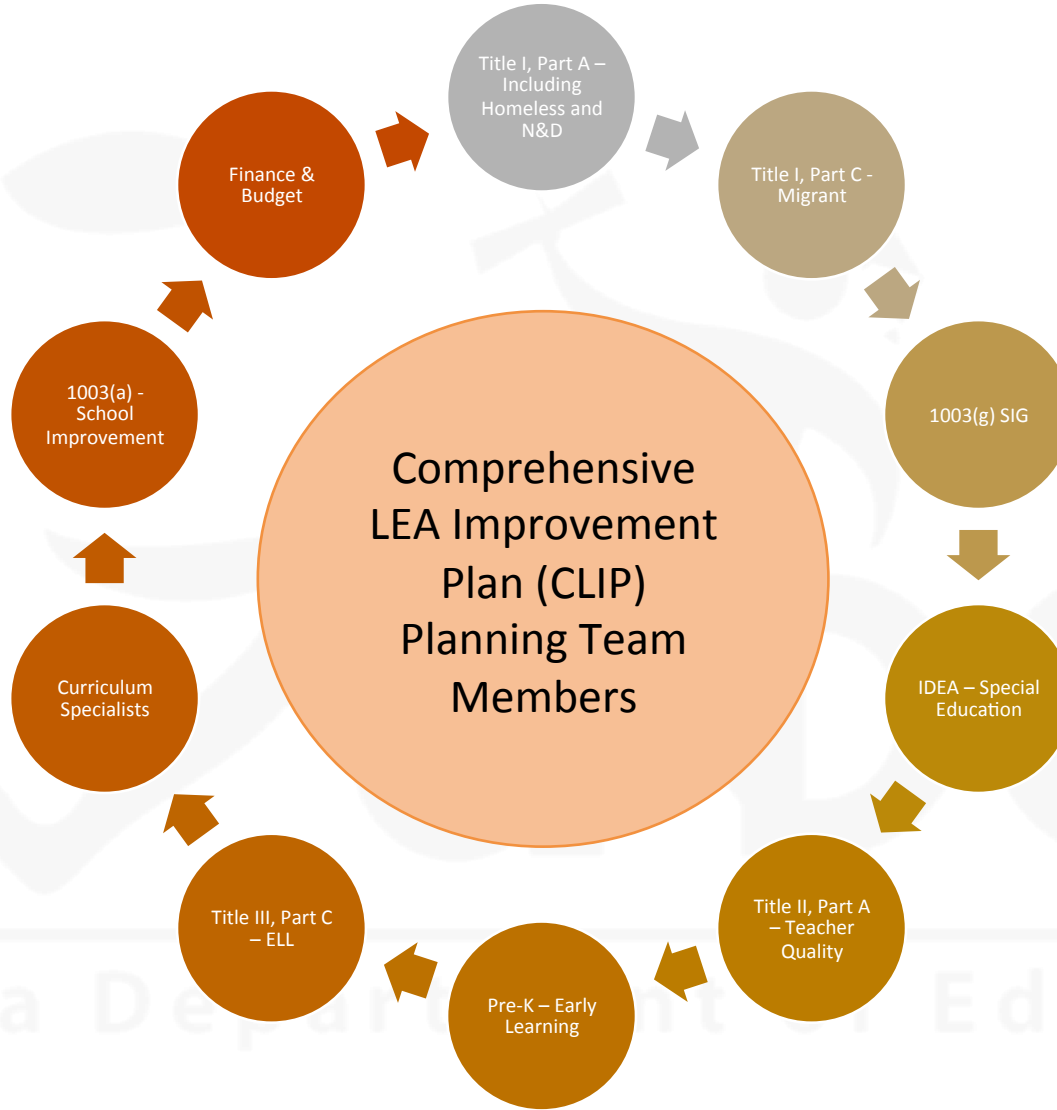 Title I, Part A –
Including
Homeless and
N&D
Title I, Part C -
Migrant
1003(g) SIG
IDEA – Special
Education
Title II, Part A
– Teacher
Quality
Pre-K – Early
Learning
Title III, Part C
– ELL
Curriculum
Specialists
1003(a) -
School
Improvement
Finance &
Budget
Comprehensive
LEA Improvement
Plan (CLIP)
Planning Team
Members